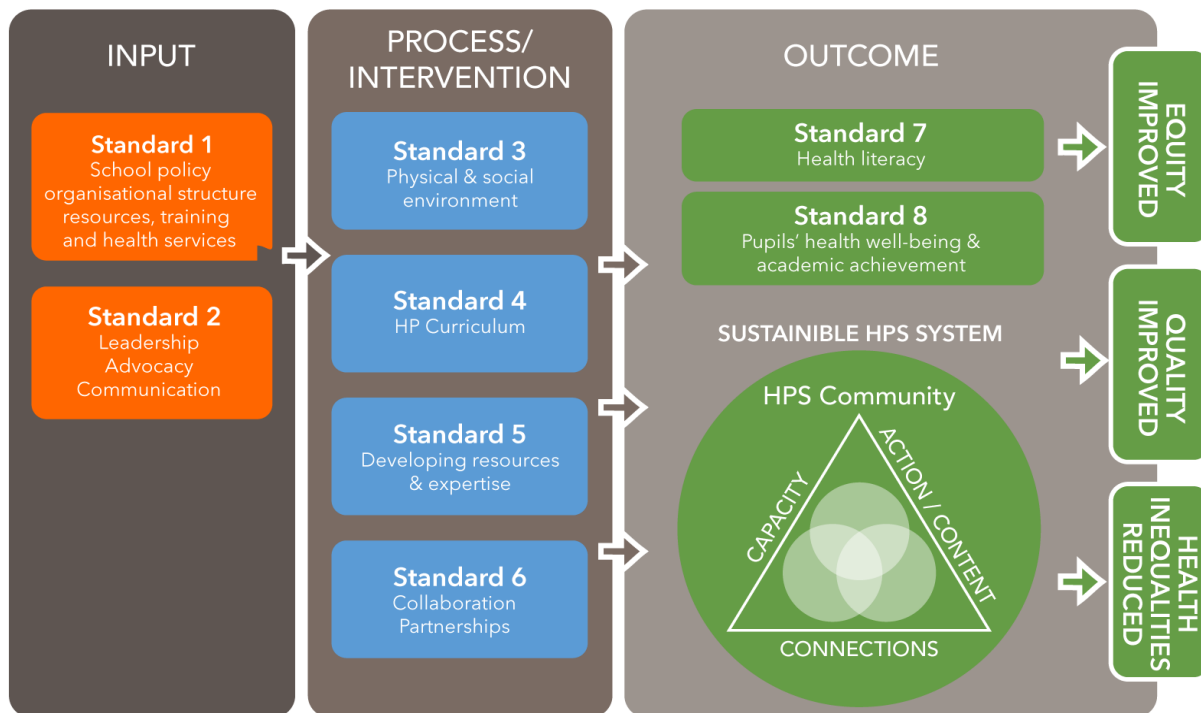 INPUT
Standard 1
School policy
organisational structure
resources, training
and health services
Standard 2
Leadership
Advocacy
Communication
PROCESS/
INTERVENTION
Standard 3
Physical & social
environment
Standard 4
HP Curriculum
Standard 5
Developing resources
& expertise
Standard 6
Collaboration
Partnerships
OUTCOME
Standard 7
Health literacy
Standard 8
Pupils’ health well-being &
academic achievement
SUSTAINIBLE HPS SYSTEM
HPS Community
CAPACITY
ACTION / CONTENT
CONNECTIONS
EQUITY
IMPROVED
QUALITY
IMPROVED
HEALTH
INEQUALITIES
REDUCED